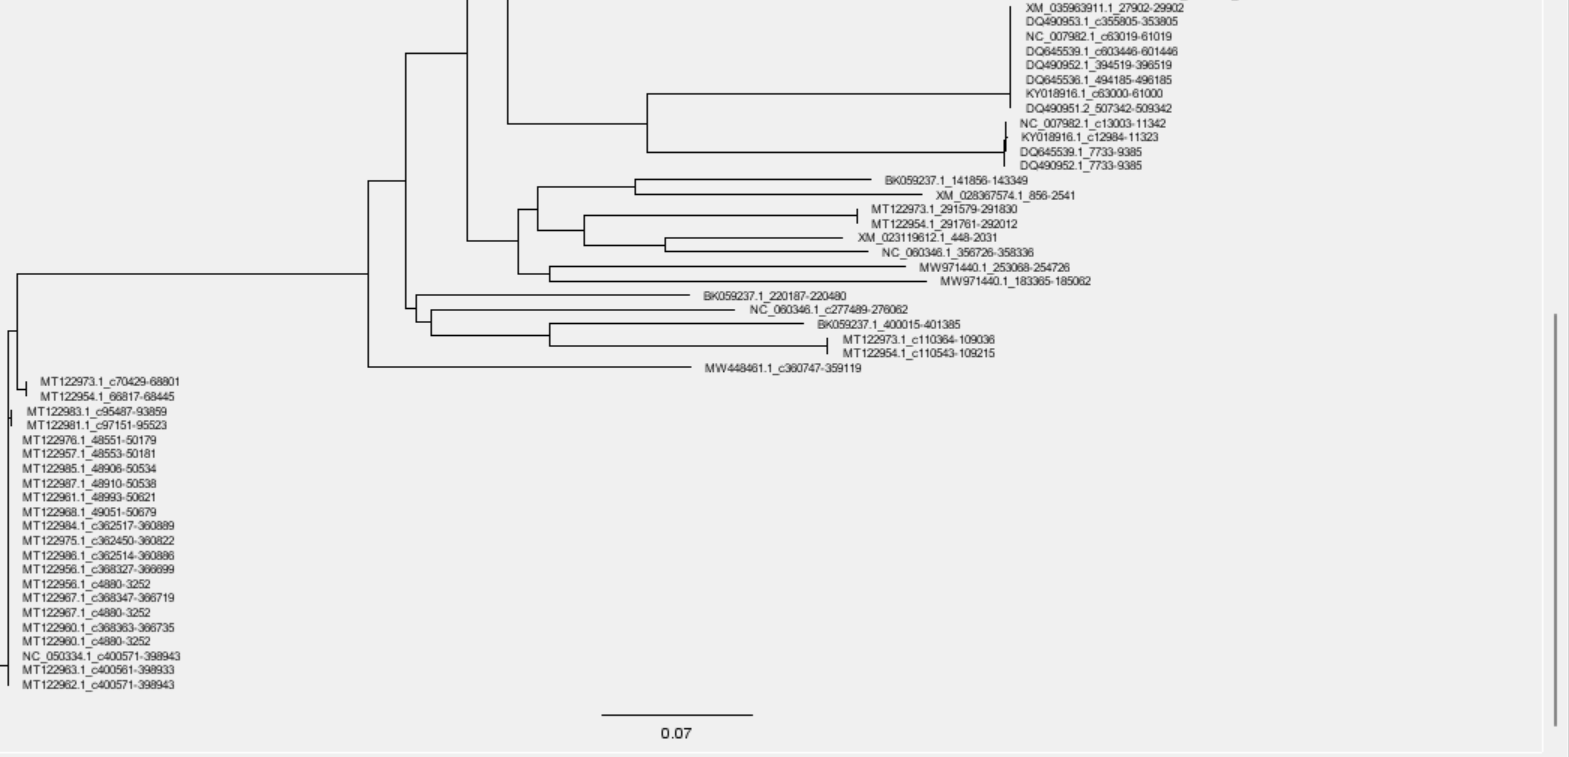 XM_035963911.1_27902-29902
DQ490953.1_c355805-353805
NC_007982.1_c63019-61019
DQ645539.1_c603446-601446
DQ490952.1_394519-396519
DQ645536.1_494185-496185
KY018916.1_c63000-61000
DQ490951.2_507342-509342
NC_007982.1_c13003-11342
KY018916.1_c12984-11323
DQ645539.1_7733-9385
DQ490952.1_7733-9385
BK059237.1_141856-143349
XM_028367574.1_856-2541
MT122973.1_291579-291830
MT122954.1_291761-292012
XM_023119612.1_448-2031
NC_060346.1_356726-358336
MW971440.1_253068-254726
MW971440.1_183365-185062
BK059237.1_220187-220480
NC_060346.1_c277489-276062
BK059237.1_400015-401385
MT122973.1_c110364-109036
MT122954.1_c110543-109215
MW448461.1_c360747-359119
MT122973.1_c70429-68801
MT122954.1_66817-68445
MT122983.1_c95487-93859
MT122981.1_c97151-95523
MT122976.1_48551-50179
MT122957.1_48553-50181
MT122985.1_48906-50534
MT122987.1_48910-50538
MT122961.1_48993-50621
MT122968.1_49051-50679
MT122984.1_c362517-360889
MT122975.1_c362450-360822
MT122986.1_c362514-360886
MT122956.1_c368327-366699
MT122956.1_c4880-3252
MT122967.1_c368347-366719
MT122967.1_c4880-3252
MT122960.1_c368363-366735
MT122960.1_c4880-3252
NC_050334.1_c400571-398943
MT122963.1_c400561-398933
MT122962.1_c400571-398943
0.07